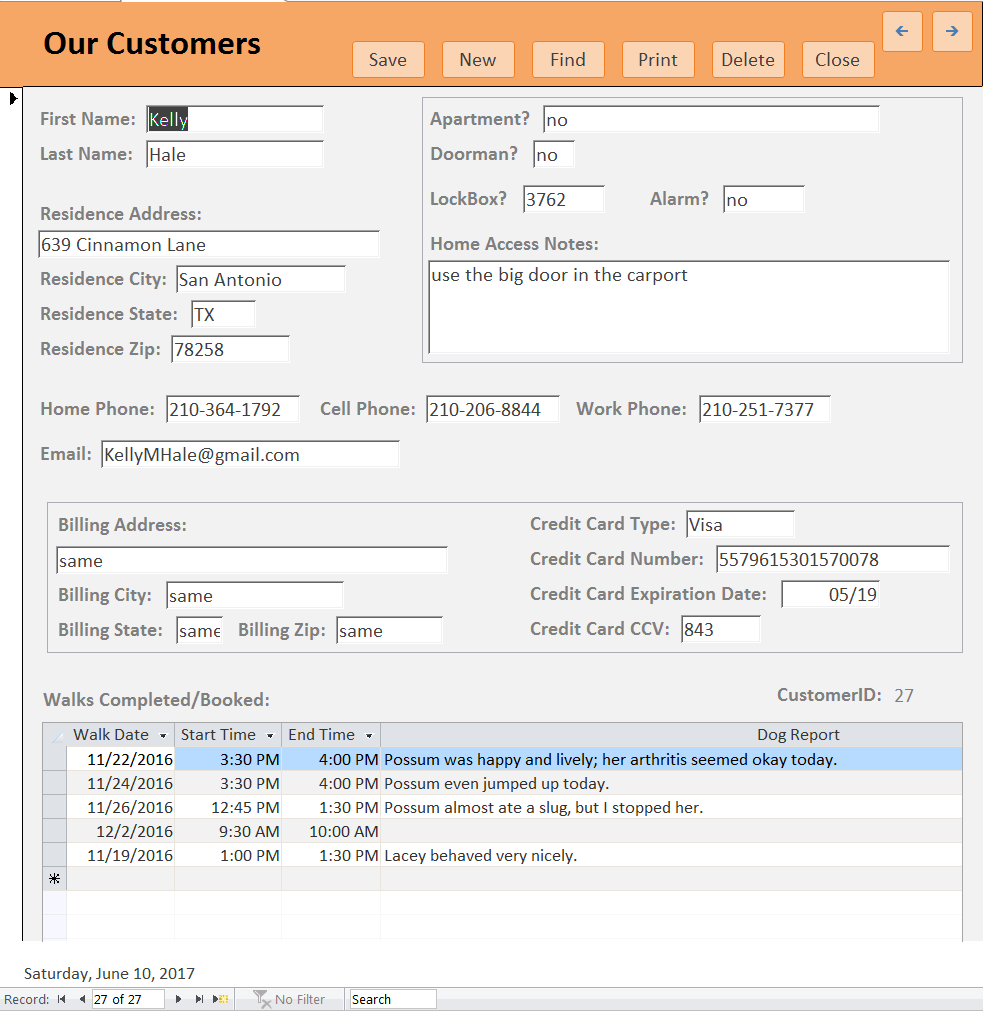 Our Customers
Save New Find Print Delete Close
First Name: Kelly
Last Name: Hale
Residence Address:
639 Cinnamon Lane
Residence City: San Antonio
Residence State: TX
Residence Zip: 78258
Apartment? no
Doorman? no
LockBox? 3762 Alarm? no
Home Access Notes:
use the big door in the carport
Home Phone: 210-364-1792 Cell Phone: 210-206-8844 Work Phone: 210-251-7377
Email: KellyMHale@gmail.com
Billing Address:
same
Billing City: same
Billing State: same Billing Zip: same
Credit Card Type: Visa
Credit Card Number: 5579615301570078
Credit Card Expiration Date: 05/19
Credit Card CCV: 843
Walks Completed/Booked:
CustomerID: 27
Walk Date Start Time End Time Dog Report
11/22/2016 3:30 PM 4:00 PM Possum was happy and lively; her arthritis seemed okay today.
11/24/2016 3:30 PM 4:00 PM Possum even jumped up today.
11/26/2016 12:45 PM 1:30 PM Possum almost ate a slug, but I stopped her.
12/2/2016 9:30 AM 10:00 AM
11/19/2016 1:00 PM 1:30 PM Lacey behaved very nicely.
Saturday, June 10, 2017
Record: 27 of 27 No Filter Search